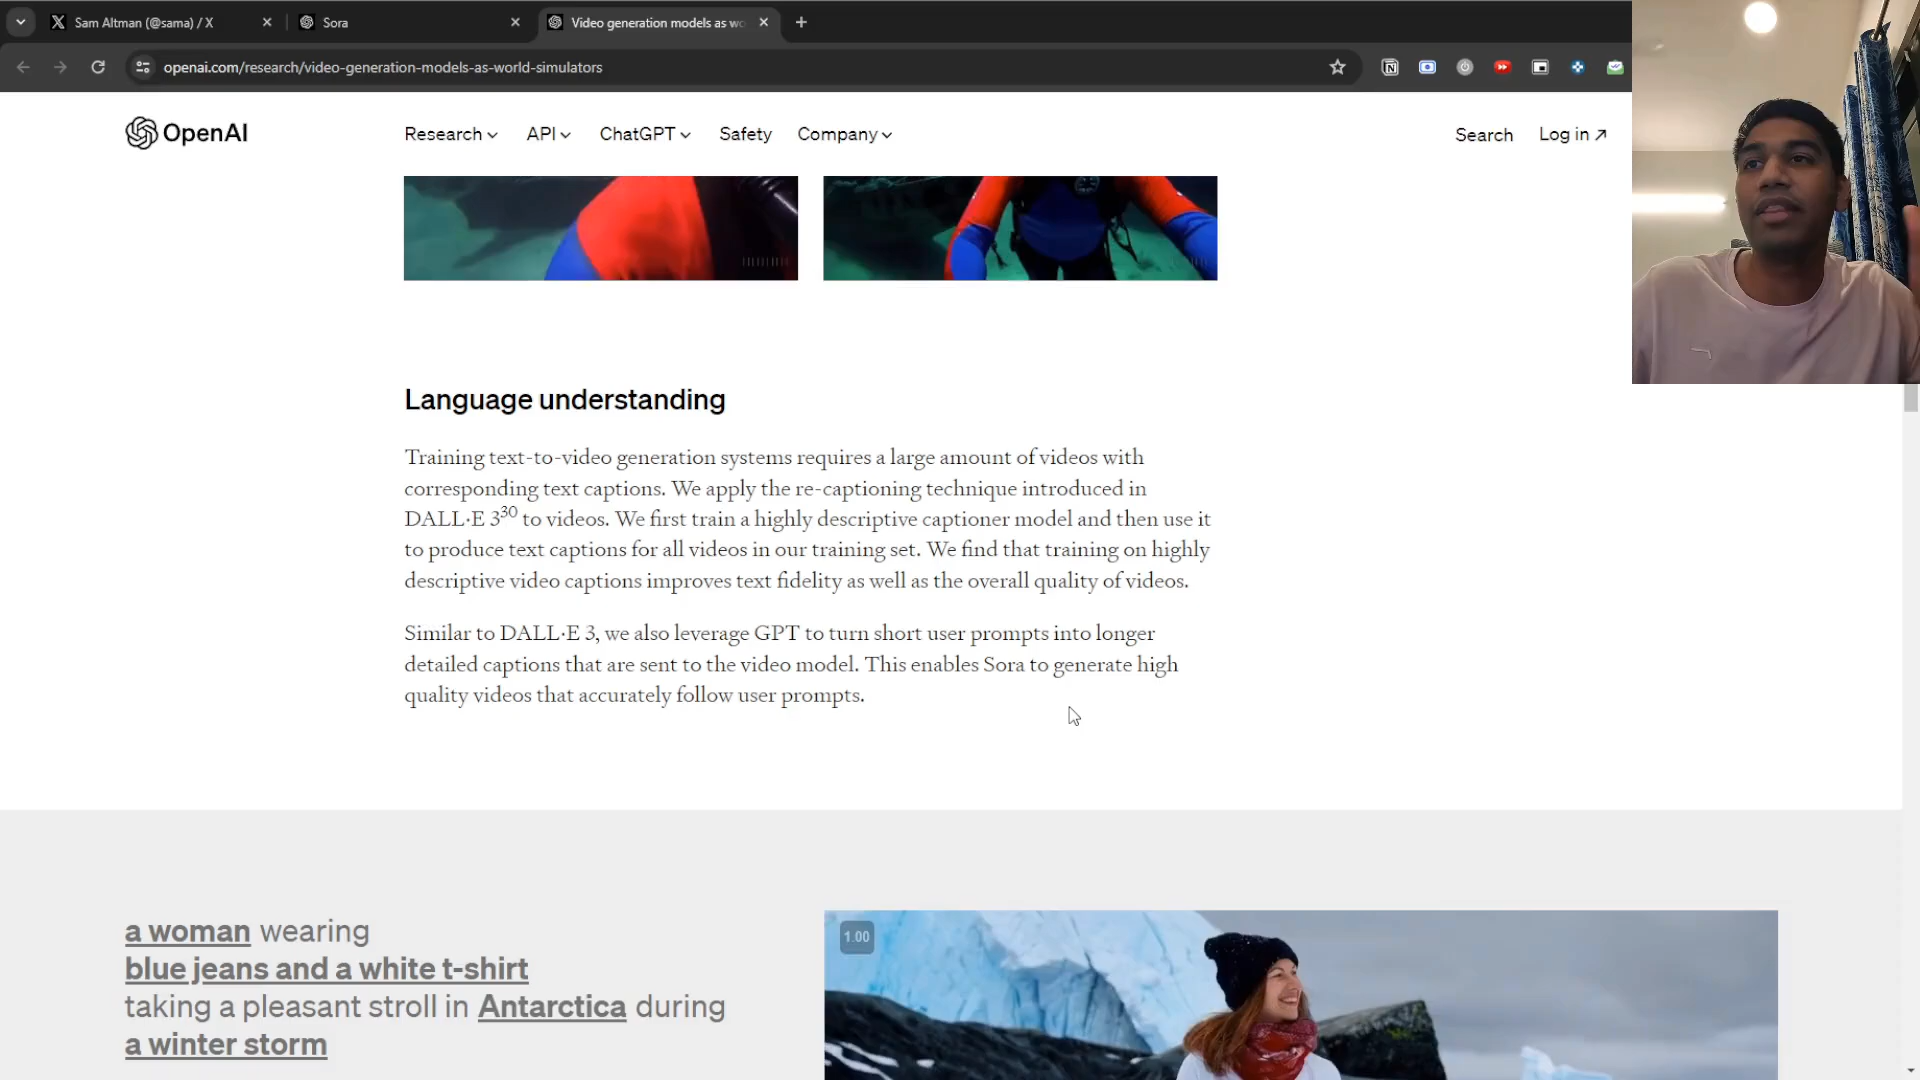 Sam Altman (@sama) / X
Sora
Video generation models as wo
openai.com/research/video-generation-models-as-world-simulators
OpenAI
Research
API
ChatGPT
Safety
Company
Search
Log in ↗
Language understanding
Training text-to-video generation systems requires a large amount of videos with
corresponding text captions. We apply the re-captioning technique introduced in
DALL·E 3³⁰ to videos. We first train a highly descriptive captioner model and then use it
to produce text captions for all videos in our training set. We find that training on highly
descriptive video captions improves text fidelity as well as the overall quality of videos.
Similar to DALL·E 3, we also leverage GPT to turn short user prompts into longer
detailed captions that are sent to the video model. This enables Sora to generate high
quality videos that accurately follow user prompts.
a woman wearing
blue jeans and a white t-shirt
taking a pleasant stroll in Antarctica during
a winter storm
1.00